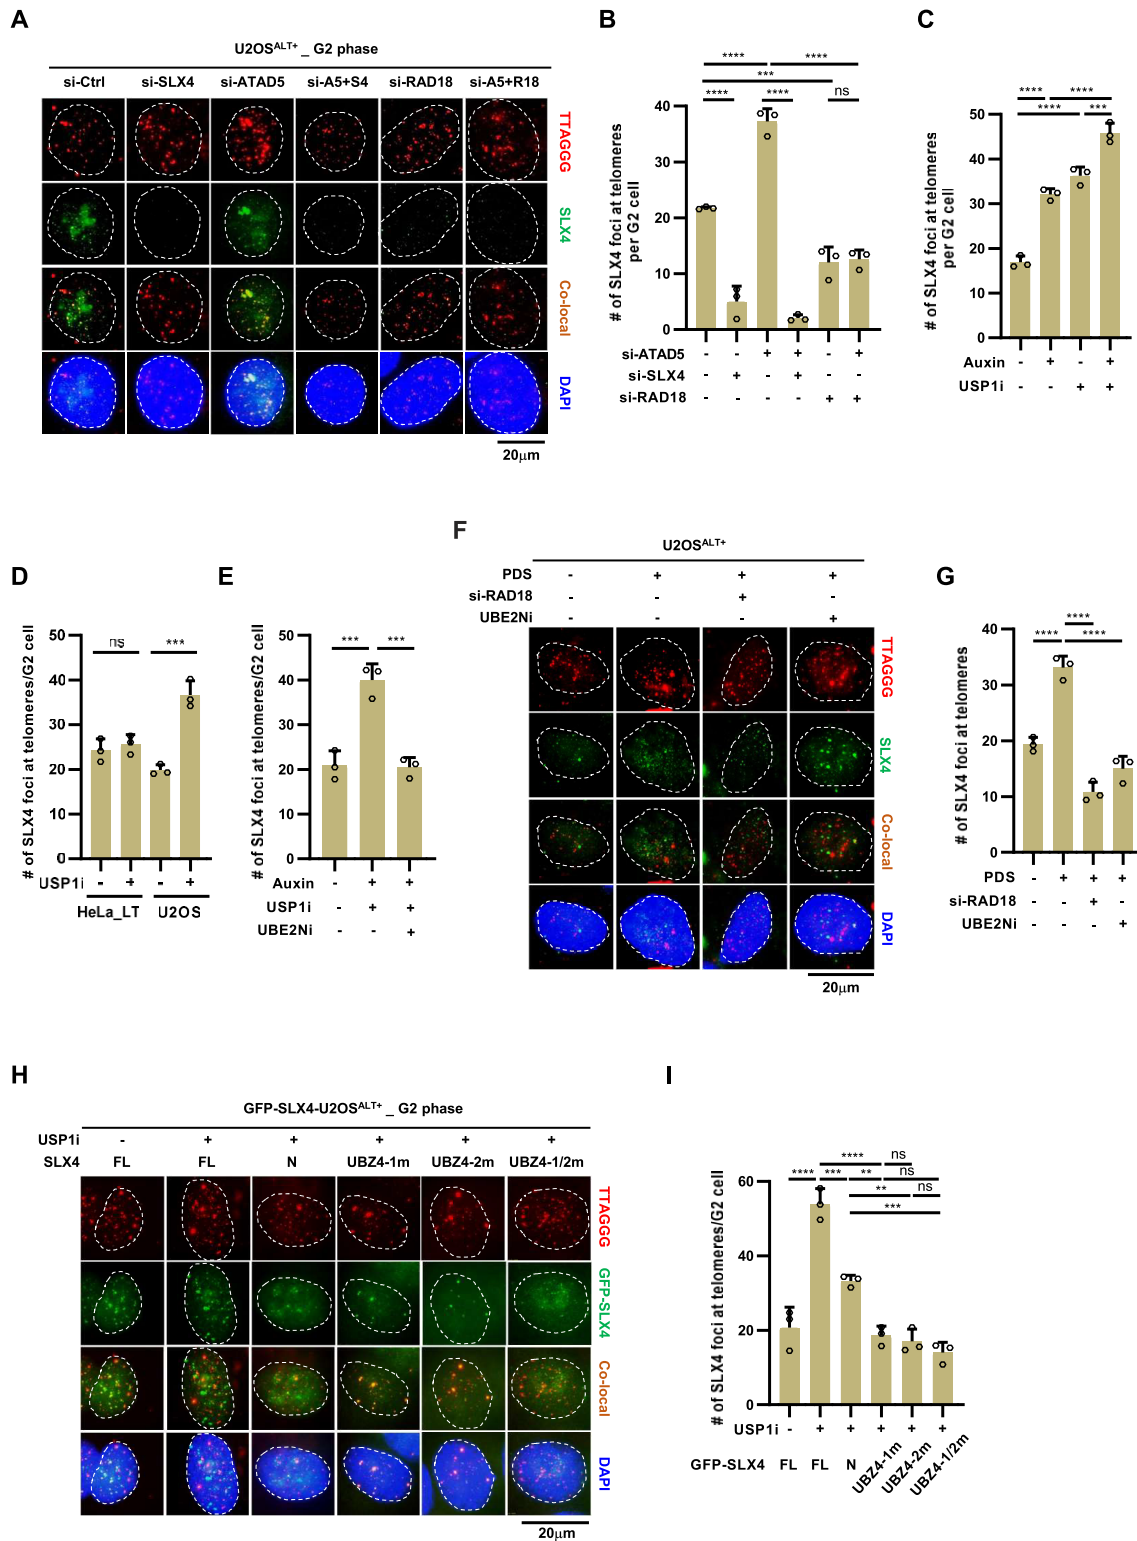 A
U2OSALT+ _ G2 phase
si-Ctrl si-SLX4 si-ATAD5 si-A5+S4 si-RAD18 si-A5+R18
TTAGGG
SLX4
Co-local
DAPI
20μm
B
# of SLX4 foci at telomeres
per G2 cell
**** ****
***
**** **** ns
40
30
20
10
0
si-ATAD5 - - + + - +
si-SLX4 - + - + - -
si-RAD18 - - - - + +
C
# of SLX4 foci at telomeres
per G2 cell
**** ****
**** ***
50
40
30
20
10
0
Auxin - + - +
USP1i - - + +
D
# of SLX4 foci at telomeres/G2 cell
ns ***
50
40
30
20
10
0
USP1i - + - +
HeLa_LT U2OS
E
# of SLX4 foci at telomeres/G2 cell
*** ***
50
40
30
20
10
0
Auxin - + +
USP1i - + +
UBE2Ni - - +
F
U2OSALT+
PDS - + + +
si-RAD18 - - + -
UBE2Ni - - - +
TTAGGG
SLX4
Co-local
DAPI
20μm
G
# of SLX4 foci at telomeres
****
**** ****
40
30
20
10
0
PDS - + + +
si-RAD18 - - + -
UBE2Ni - - - +
H
GFP-SLX4-U2OSALT+ _ G2 phase
USP1i - + + + + +
SLX4 FL FL N UBZ4-1m UBZ4-2m UBZ4-1/2m
TTAGGG
GFP-SLX4
Co-local
DAPI
20μm
I
# of SLX4 foci at telomeres/G2 cell
**** ns
**** *** ** ns
** ns
***
60
40
20
0
USP1i - + + + + +
GFP-SLX4 FL FL N UBZ4-1m UBZ4-2m UBZ4-1/2m